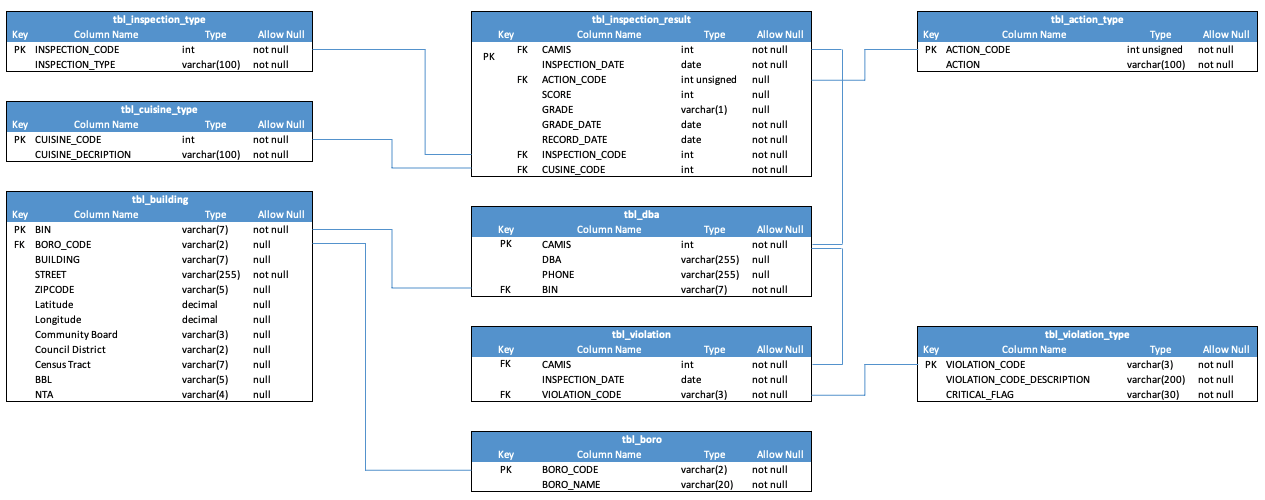 tbl_inspection_type
Key Column Name Type Allow Null
PK INSPECTION_CODE int not null
INSPECTION_TYPE varchar(100) not null
tbl_cuisine_type
Key Column Name Type Allow Null
PK CUISINE_CODE int not null
CUISINE_DECRIPTION varchar(100) not null
tbl_building
Key Column Name Type Allow Null
PK BIN varchar(7) not null
FK BORO_CODE varchar(2) null
BUILDING varchar(7) null
STREET varchar(255) not null
ZIPCODE varchar(5) null
Latitude decimal null
Longitude decimal null
Community Board varchar(3) null
Council District varchar(2) null
Census Tract varchar(7) null
BBL varchar(5) null
NTA varchar(4) null
tbl_inspection_result
Key Column Name Type Allow Null
PK FK CAMIS int not null
INSPECTION_DATE date not null
FK ACTION_CODE int unsigned null
SCORE int null
GRADE varchar(1) null
GRADE_DATE date not null
RECORD_DATE date not null
FK INSPECTION_CODE int not null
FK CUSINE_CODE int not null
tbl_dba
Key Column Name Type Allow Null
PK CAMIS int not null
DBA varchar(255) null
PHONE varchar(255) null
FK BIN varchar(7) not null
tbl_violation
Key Column Name Type Allow Null
FK CAMIS int not null
INSPECTION_DATE date not null
FK VIOLATION_CODE varchar(3) not null
tbl_boro
Key Column Name Type Allow Null
PK BORO_CODE varchar(2) not null
BORO_NAME varchar(20) not null
tbl_action_type
Key Column Name Type Allow Null
PK ACTION_CODE int unsigned not null
ACTION varchar(100) not null
tbl_violation_type
Key Column Name Type Allow Null
PK VIOLATION_CODE varchar(3) not null
VIOLATION_CODE_DESCRIPTION varchar(200) not null
CRITICAL_FLAG varchar(30) not null